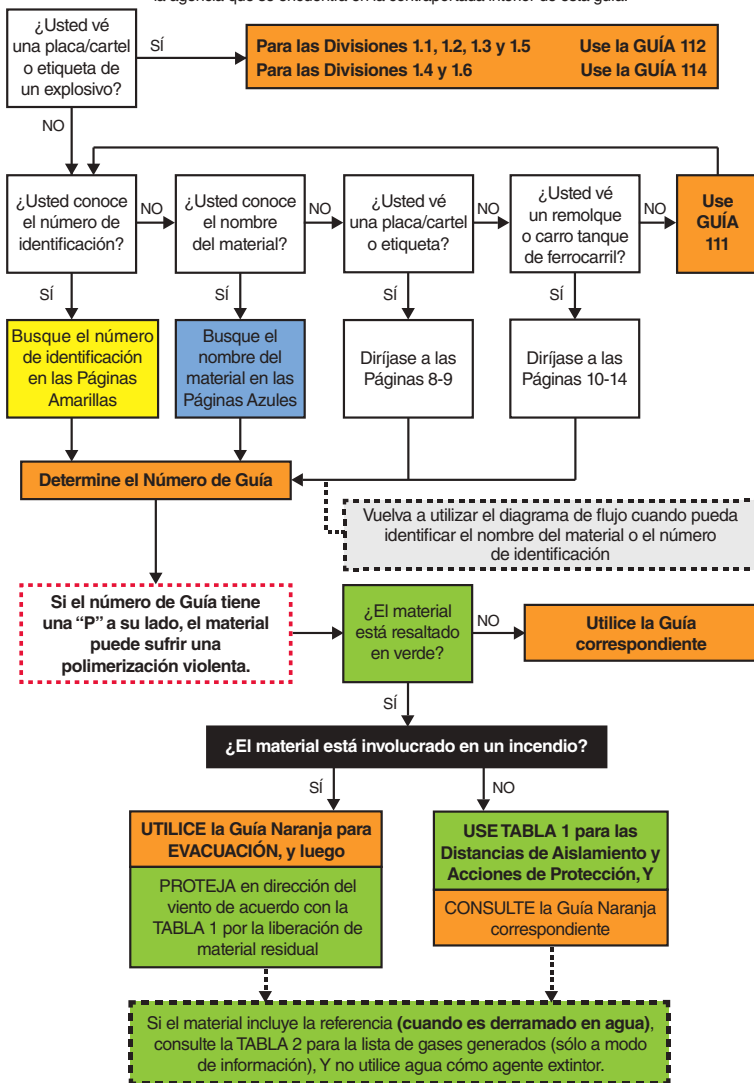 la agencia que se encuentra en la contraportada interior de esta guía.
¿Usted vé
una placa/cartel
o etiqueta de
un explosivo?
SÍ
Para las Divisiones 1.1, 1.2, 1.3 y 1.5 Use la GUÍA 112
Para las Divisiones 1.4 y 1.6 Use la GUÍA 114
NO
¿Usted conoce
el número de
identificación?
NO
¿Usted conoce
el nombre
del material?
NO
¿Usted vé
una placa/cartel
o etiqueta?
NO
¿Usted vé
un remolque
o carro tanque
de ferrocarril?
NO
Use
GUÍA
111
SÍ
SÍ
SÍ
SÍ
Busque el número
de identificación
en las Páginas
Amarillas
Busque el
nombre del
material en las
Páginas Azules
Diríjase a las
Páginas 8-9
Diríjase a las
Páginas 10-14
Determine el Número de Guía
Vuelva a utilizar el diagrama de flujo cuando pueda
identificar el nombre del material o el número
de identificación
Si el número de Guía tiene
una “P” a su lado, el material
puede sufrir una
polimerización violenta.
¿El material
está resaltado
en verde?
NO
Utilice la Guía
correspondiente
SÍ
¿El material está involucrado en un incendio?
SÍ
NO
UTILICE la Guía Naranja para
EVACUACIÓN, y luego
PROTEJA en dirección del
viento de acuerdo con la
TABLA 1 por la liberación de
material residual
USE TABLA 1 para las
Distancias de Aislamiento y
Acciones de Protección, Y
CONSULTE la Guía Naranja
correspondiente
Si el material incluye la referencia (cuando es derramado en agua),
consulte la TABLA 2 para la lista de gases generados (sólo a modo
de información), Y no utilice agua cómo agente extintor.